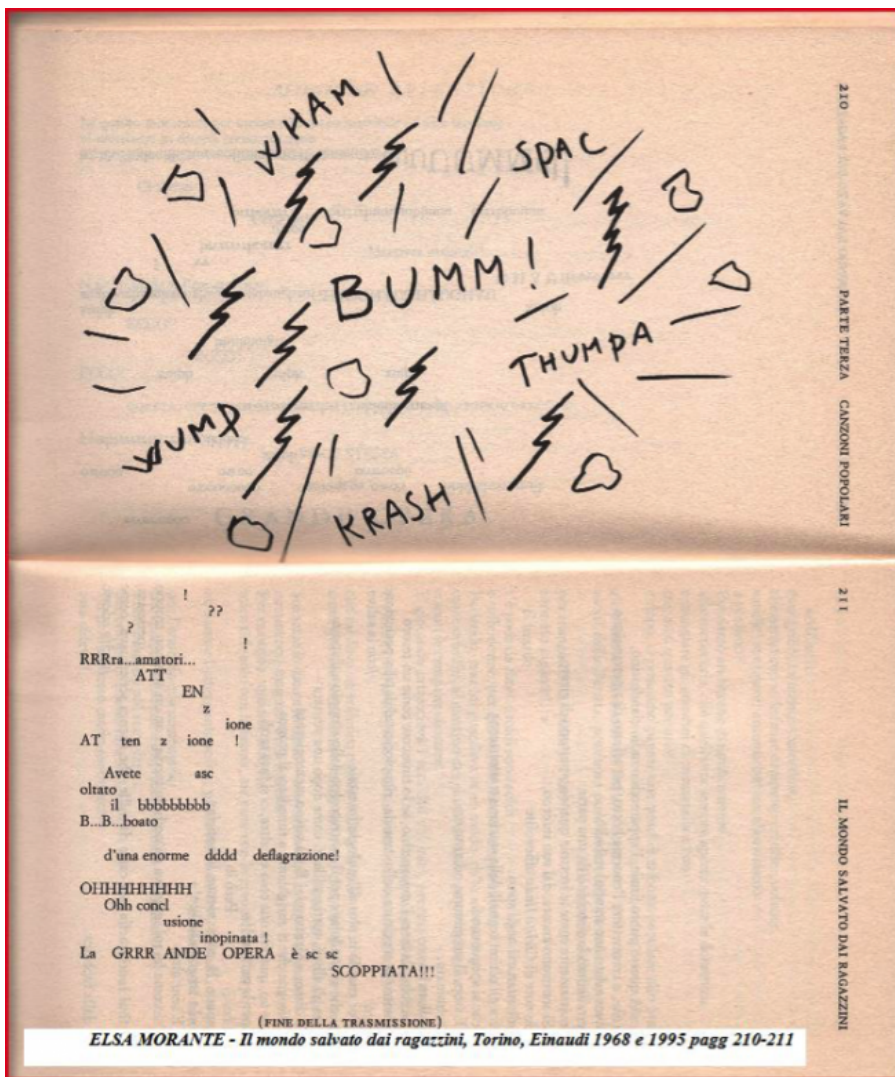 WHAM
SPAC
BUMM!
THUMPA
WUMP
KRASH
210
PARTE TERZA CANZONI POPOLARI
!
??
?
!
RRRra...amatori...
ATT
EN
z
ione
AT ten z ione !
Avete asc
oltato
il bbbbbbbbb
B...B...boato
d'una enorme dddd deflagrazione!
OHHHHHHHHH
Ohh concl
usione
inopinata !
La GRRR ANDE OPERA è sc sc
SCOPPIATA!!!
(FINE DELLA TRASMISSIONE)
211
IL MONDO SALVATO DAI RAGAZZINI
ELSA MORANTE - Il mondo salvato dai ragazzini, Torino, Einaudi 1968 e 1995 pagg 210-211